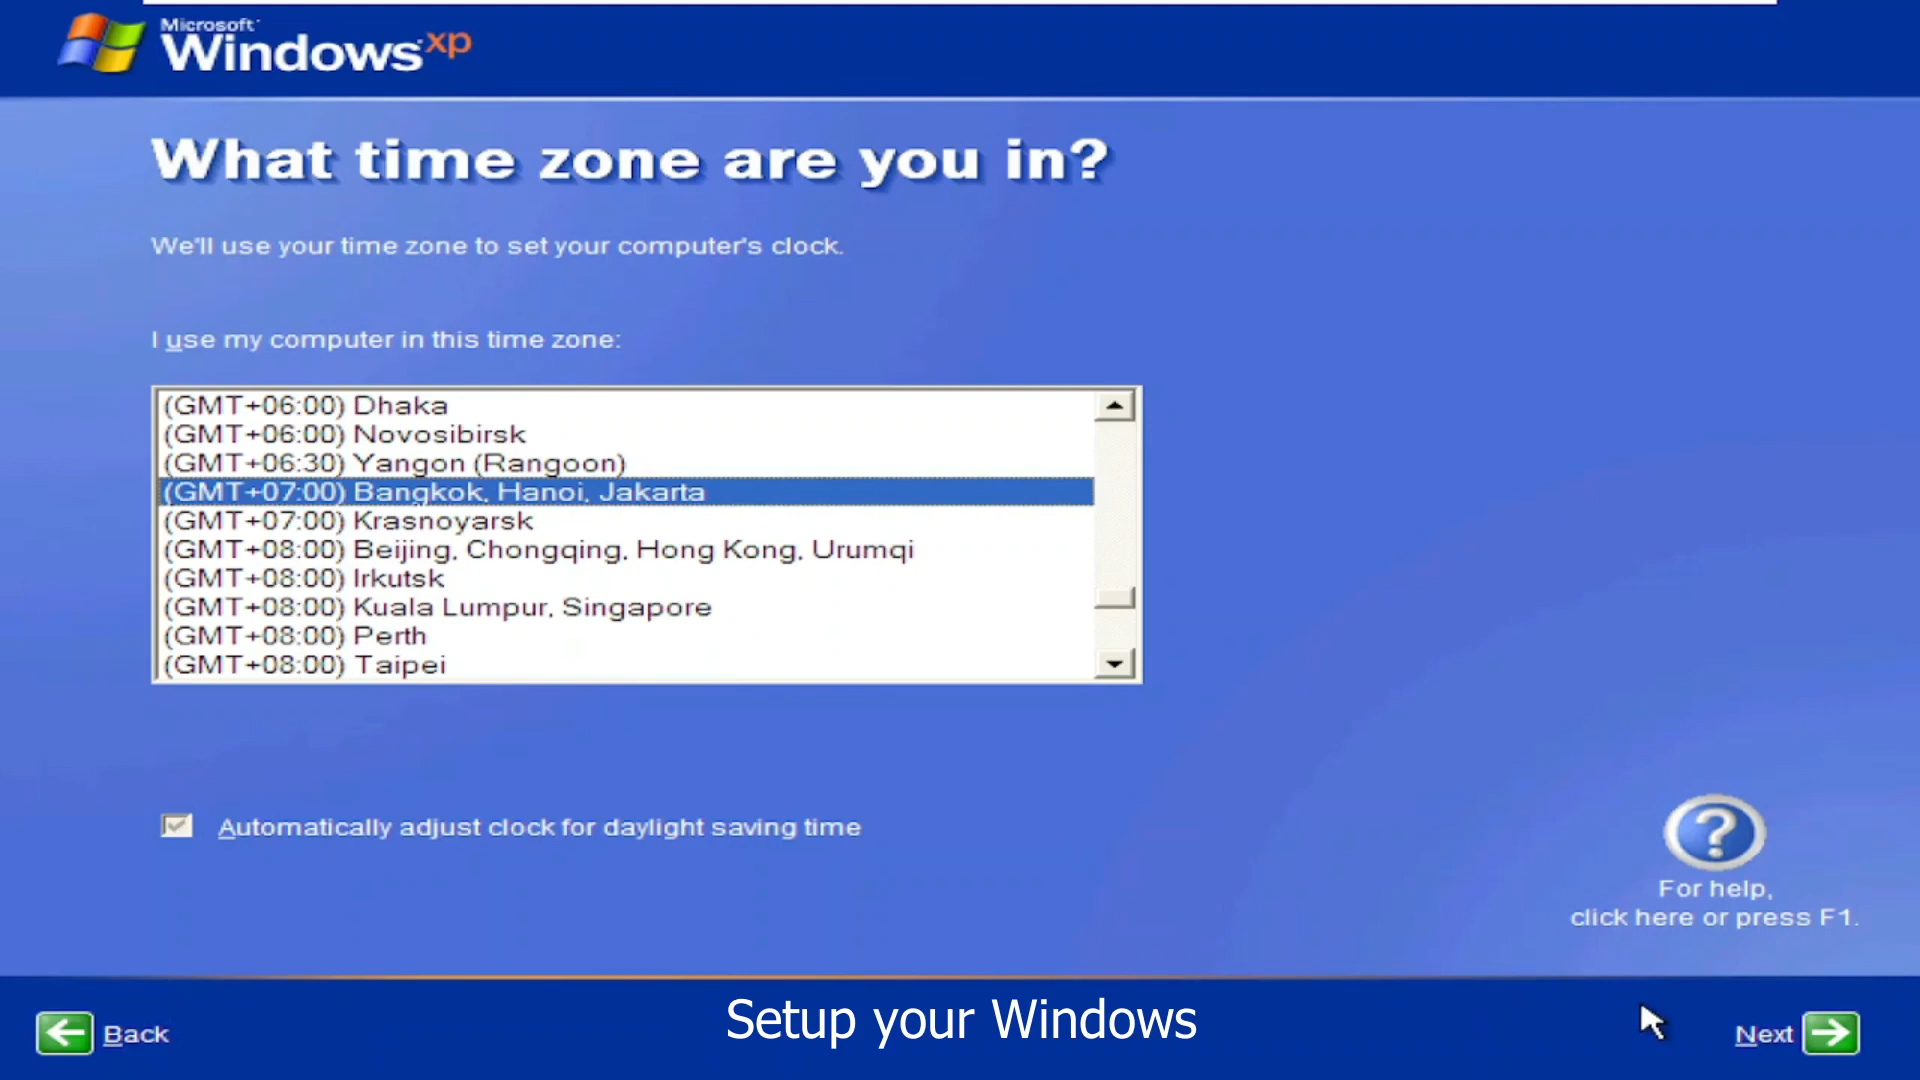 Microsoft
Windows xp
What time zone are you in?
We'll use your time zone to set your computer's clock.
I use my computer in this time zone:
(GMT+06:00) Dhaka
(GMT+06:00) Novosibirsk
(GMT+06:30) Yangon (Rangoon)
(GMT+07:00) Bangkok, Hanoi, Jakarta
(GMT+07:00) Krasnoyarsk
(GMT+08:00) Beijing, Chongqing, Hong Kong, Urumqi
(GMT+08:00) Irkutsk
(GMT+08:00) Kuala Lumpur, Singapore
(GMT+08:00) Perth
(GMT+08:00) Taipei
Automatically adjust clock for daylight saving time
For help,
click here or press F1.
Back
Setup your Windows
Next